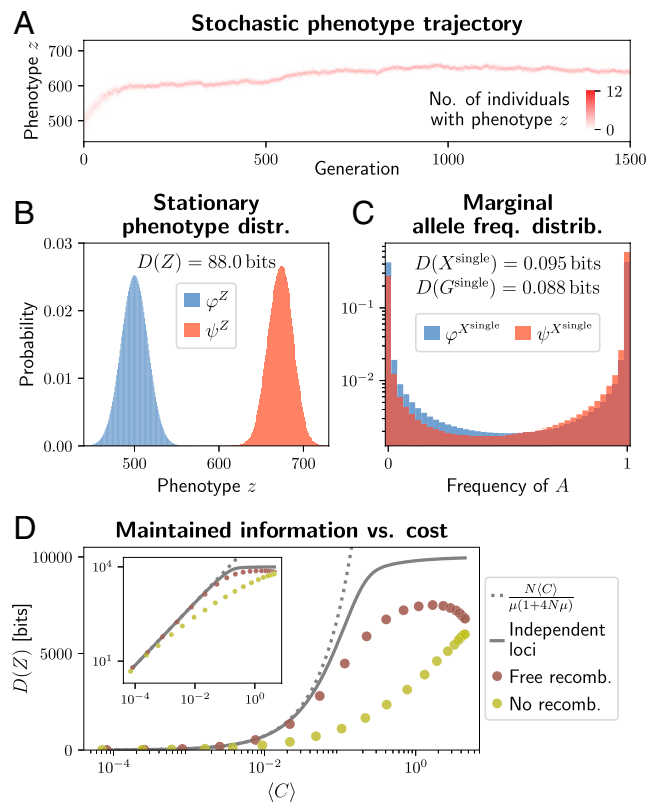 A
Stochastic phenotype trajectory
Phenotype z
700
600
500
No. of individuals
with phenotype z
12
0
0
500
1000
1500
Generation
B
Stationary
phenotype distr.
Probability
0.03
0.02
0.01
0.00
D(Z) = 88.0 bits
φ^Z
ψ^Z
500
600
700
Phenotype z
C
Marginal
allele freq. distrib.
D(X^single) = 0.095 bits
D(G^single) = 0.088 bits
φ^X^single
ψ^X^single
10^−1
10^−2
0
1
Frequency of A
D
Maintained information vs. cost
D(Z) [bits]
10000
5000
0
10^4
10^1
10^−4
10^−2
10^0
10^−4
10^−2
10^0
⟨C⟩
N⟨C⟩
μ(1+4Nμ)
Independent
loci
Free recomb.
No recomb.